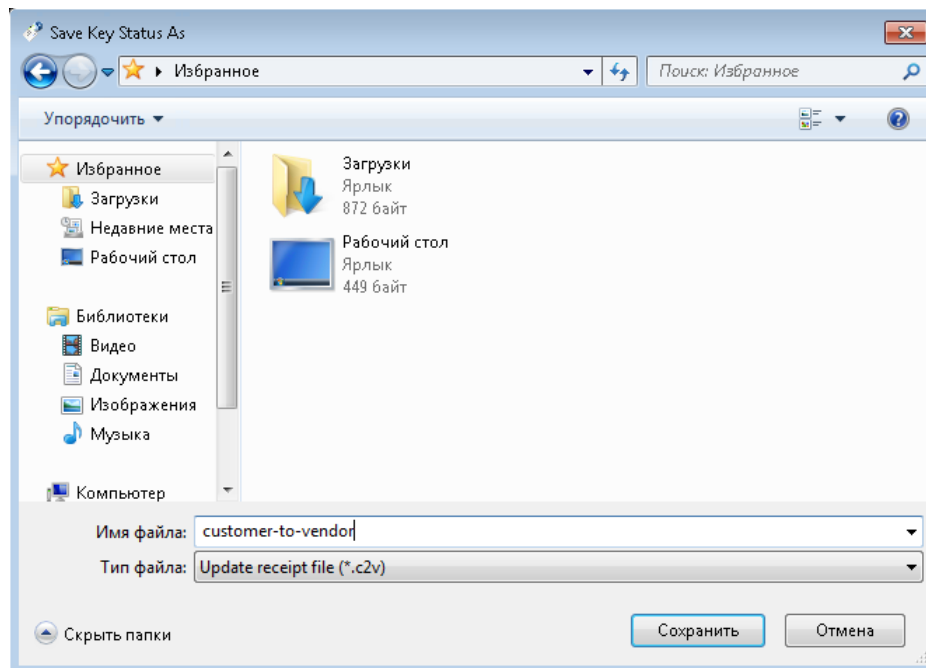 Save Key Status As
Избранное
Поиск: Избранное
Упорядочить
Избранное
Загрузки
Недавние места
Рабочий стол
Библиотеки
Видео
Документы
Изображения
Музыка
Компьютер
Загрузки
Ярлык
872 байт
Рабочий стол
Ярлык
449 байт
Имя файла: customer-to-vendor
Тип файла: Update receipt file (*.c2v)
Скрыть папки
Сохранить
Отмена